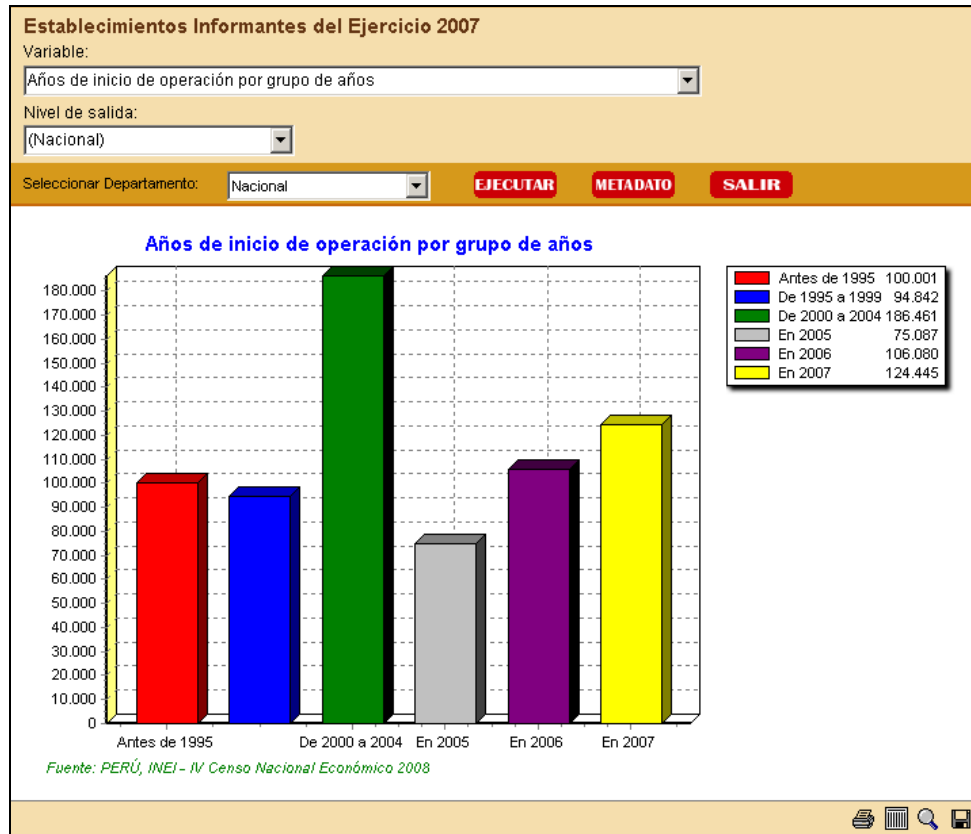 Establecimientos Informantes del Ejercicio 2007
Variable:
Años de inicio de operación por grupo de años
Nivel de salida:
(Nacional)
Seleccionar Departamento: Nacional EJECUTAR METADATO SALIR
Años de inicio de operación por grupo de años
Antes de 1995 100.001
De 1995 a 1999 94.842
De 2000 a 2004 186.461
En 2005 75.087
En 2006 106.080
En 2007 124.445
180.000
170.000
160.000
150.000
140.000
130.000
120.000
110.000
100.000
90.000
80.000
70.000
60.000
50.000
40.000
30.000
20.000
10.000
0
Antes de 1995 De 2000 a 2004 En 2005 En 2006 En 2007
Fuente: PERÚ, INEI - IV Censo Nacional Económico 2008